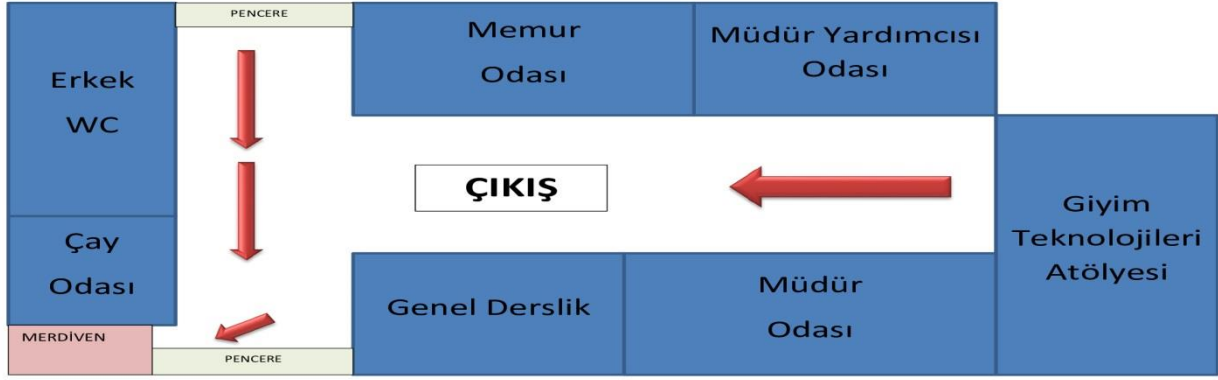 PENCERE
Erkek
WC
Memur
Odası
Müdür Yardımcısı
Odası
ÇIKIŞ
Giyim
Teknolojileri
Atölyesi
Çay
Odası
Genel Derslik
Müdür
Odası
MERDİVEN
PENCERE